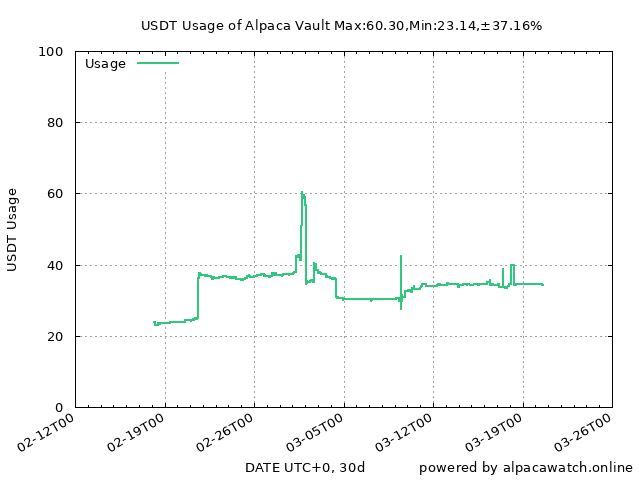 USDT Usage of Alpaca Vault Max:60.30,Min:23.14,±37.16%
100
Usage
80
60
40
20
0
USDT Usage
02-12T00
02-19T00
02-26T00
03-05T00
03-12T00
03-19T00
03-26T00
DATE UTC+0, 30d
powered by alpacawatch.online